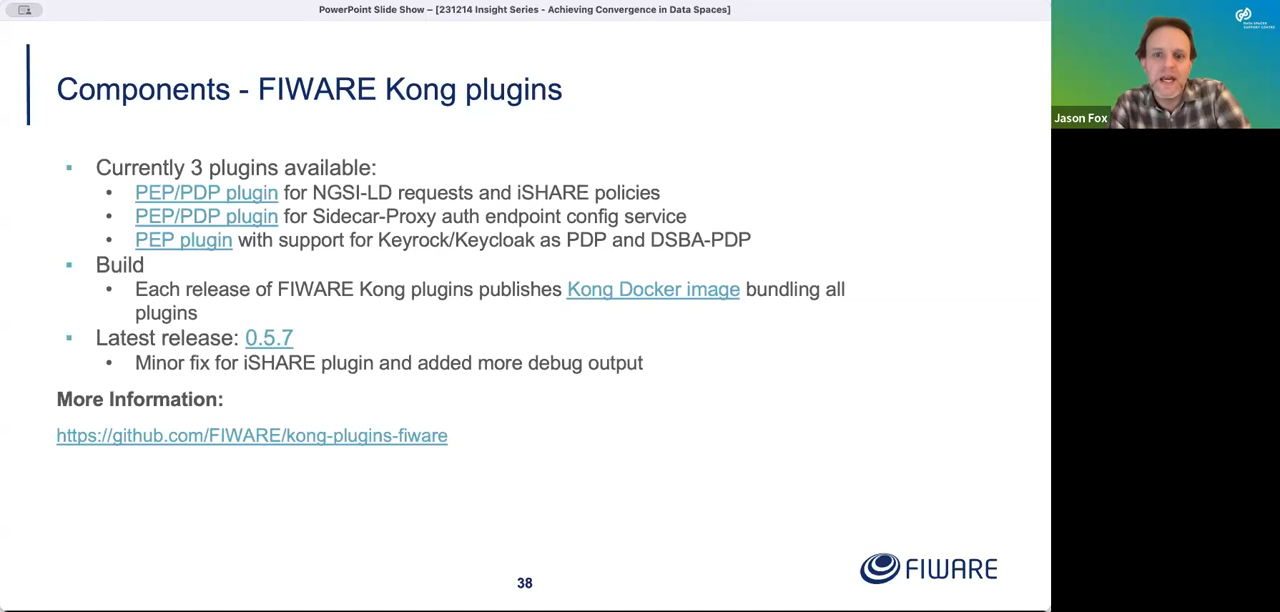 PowerPoint Slide Show – [231214 Insight Series - Achieving Convergence in Data Spaces]
Components - FIWARE Kong plugins
▪ Currently 3 plugins available:
• PEP/PDP plugin for NGSI-LD requests and iSHARE policies
• PEP/PDP plugin for Sidecar-Proxy auth endpoint config service
• PEP plugin with support for Keyrock/Keycloak as PDP and DSBA-PDP
▪ Build
• Each release of FIWARE Kong plugins publishes Kong Docker image bundling all
plugins
▪ Latest release: 0.5.7
• Minor fix for iSHARE plugin and added more debug output
More Information:
https://github.com/FIWARE/kong-plugins-fiware
38
FIWARE
DATA SPACES
SUPPORT CENTRE
Jason Fox